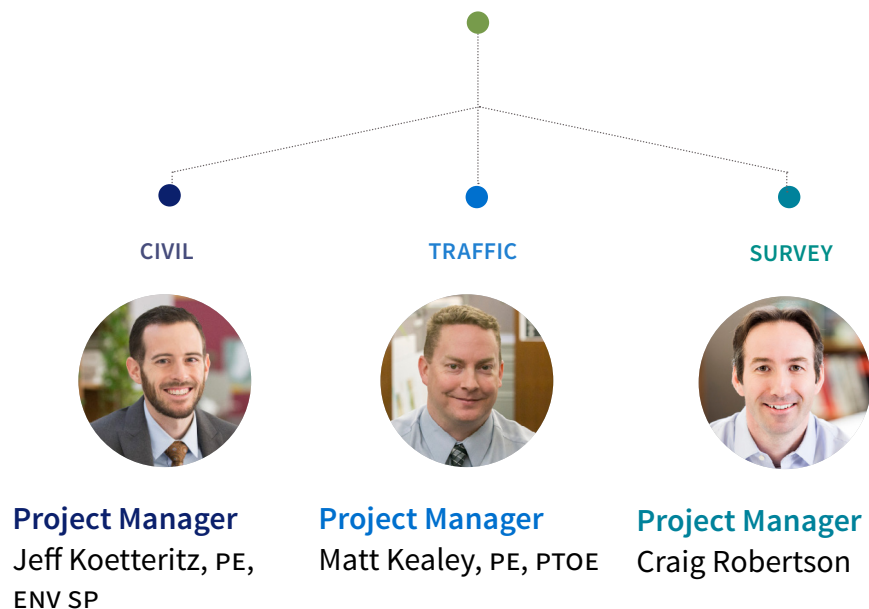 CIVIL
TRAFFIC
SURVEY
Project Manager
Jeff Koetteritz, PE,
ENV SP
Project Manager
Matt Kealey, PE, PTOE
Project Manager
Craig Robertson